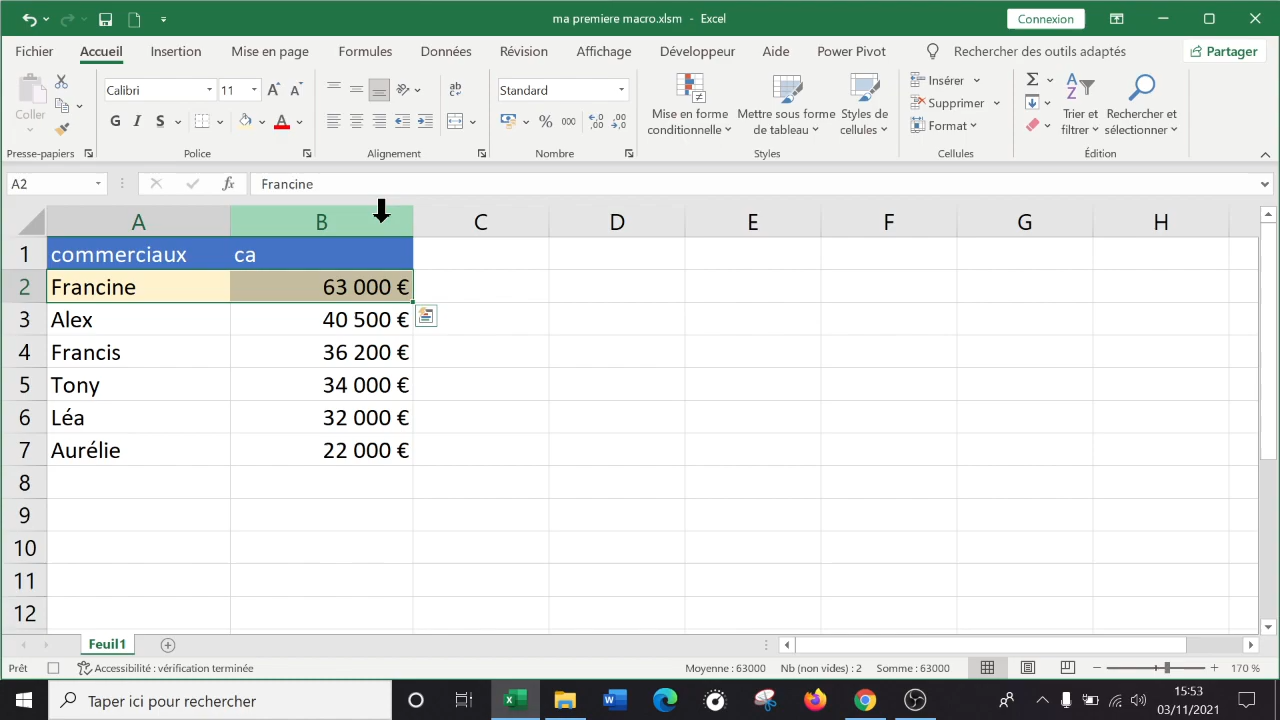 ma premiere macro.xlsm - Excel
Connexion
Fichier Accueil Insertion Mise en page Formules Données Révision Affichage Développeur Aide Power Pivot Rechercher des outils adaptés Partager
Coller
Calibri 11
G I S
Standard
% 000
Mise en forme conditionnelle
Mettre sous forme de tableau
Styles de cellules
Insérer
Supprimer
Format
Trier et filtrer
Rechercher et sélectionner
Presse-papiers Police Alignement Nombre Styles Cellules Édition
A2 fx Francine
A B C D E F G H
1 commerciaux ca
2 Francine 63 000 €
3 Alex 40 500 €
4 Francis 36 200 €
5 Tony 34 000 €
6 Léa 32 000 €
7 Aurélie 22 000 €
8
9
10
11
12
Feuil1
Prêt Accessibilité : vérification terminée Moyenne : 63000 Nb (non vides) : 2 Somme : 63000 170 %
Taper ici pour rechercher
15:53
03/11/2021